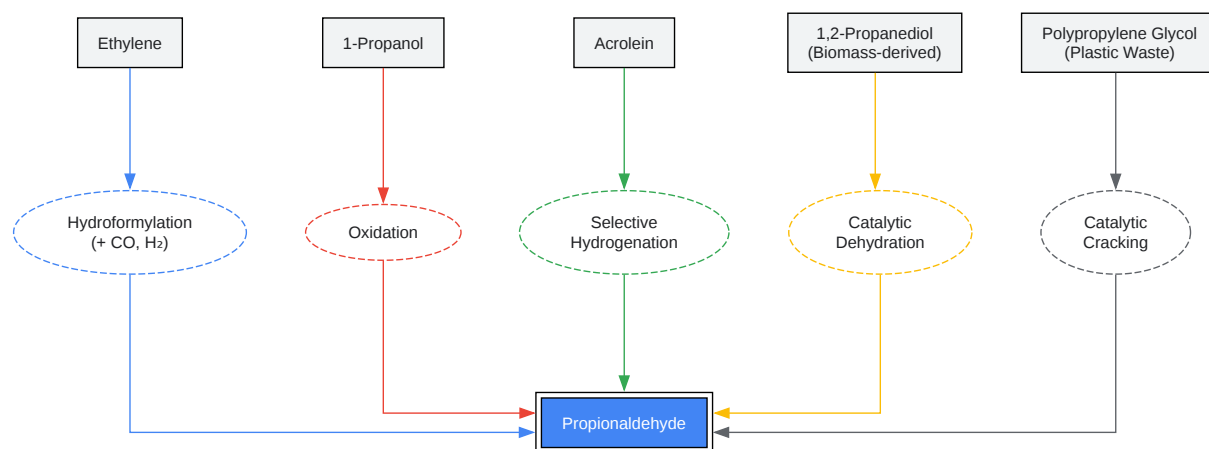 Ethylene
1-Propanol
Acrolein
1,2-Propanediol
(Biomass-derived)
Polypropylene Glycol
(Plastic Waste)
Hydroformylation
(+ CO, H₂)
Oxidation
Selective
Hydrogenation
Catalytic
Dehydration
Catalytic
Cracking
Propionaldehyde